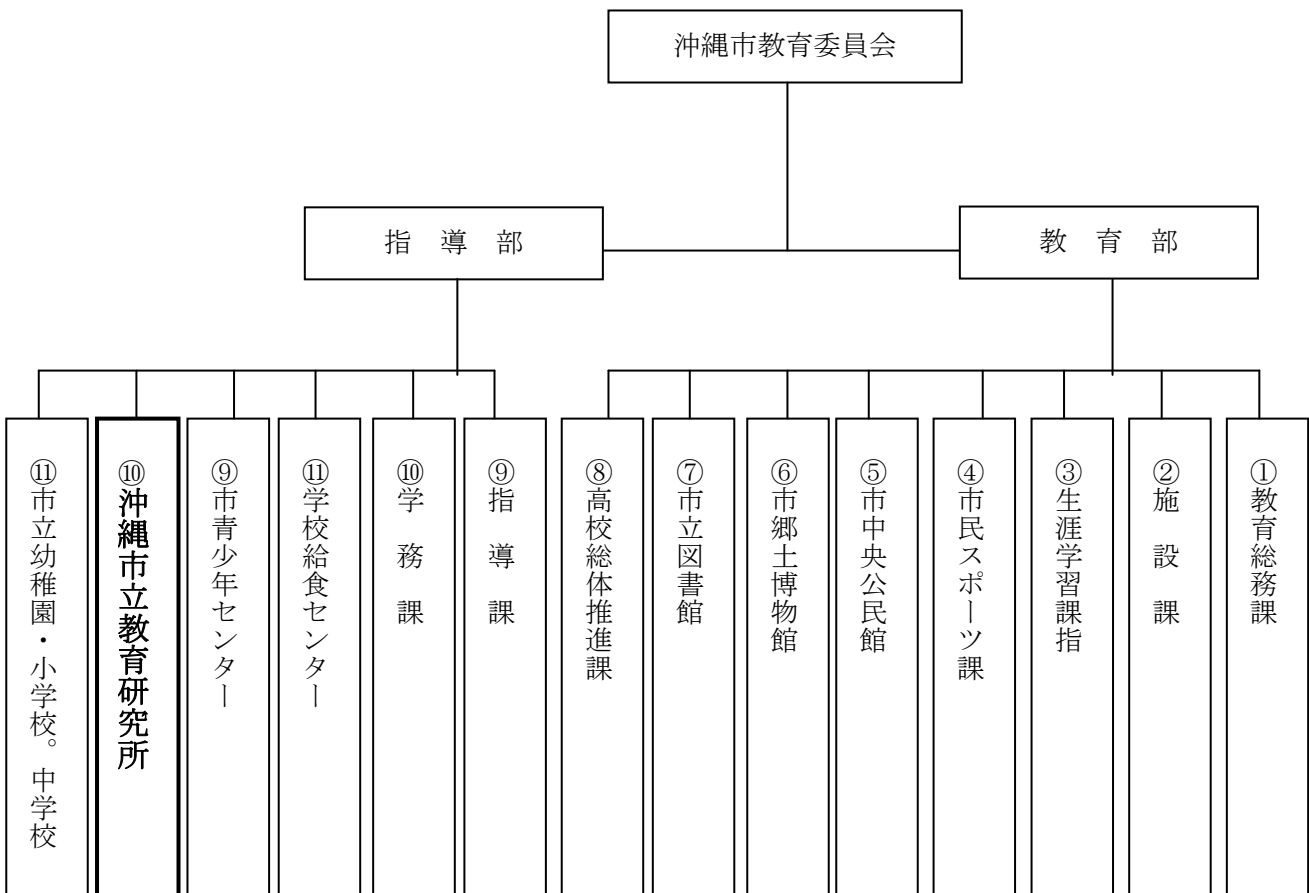 沖縄市教育委員会
指 導 部
教 育 部
①教育総務課
②施 設 課
③生涯学習課指
④市民スポーツ課
⑤市中央公民館
⑥市郷土博物館
⑦市立図書館
⑧高校総体推進課
⑨指 導 課
⑩学 務 課
⑪学校給食センター
⑨市青少年センター
⑩沖縄市立教育研究所
⑪市立幼稚園・小学校。中学校